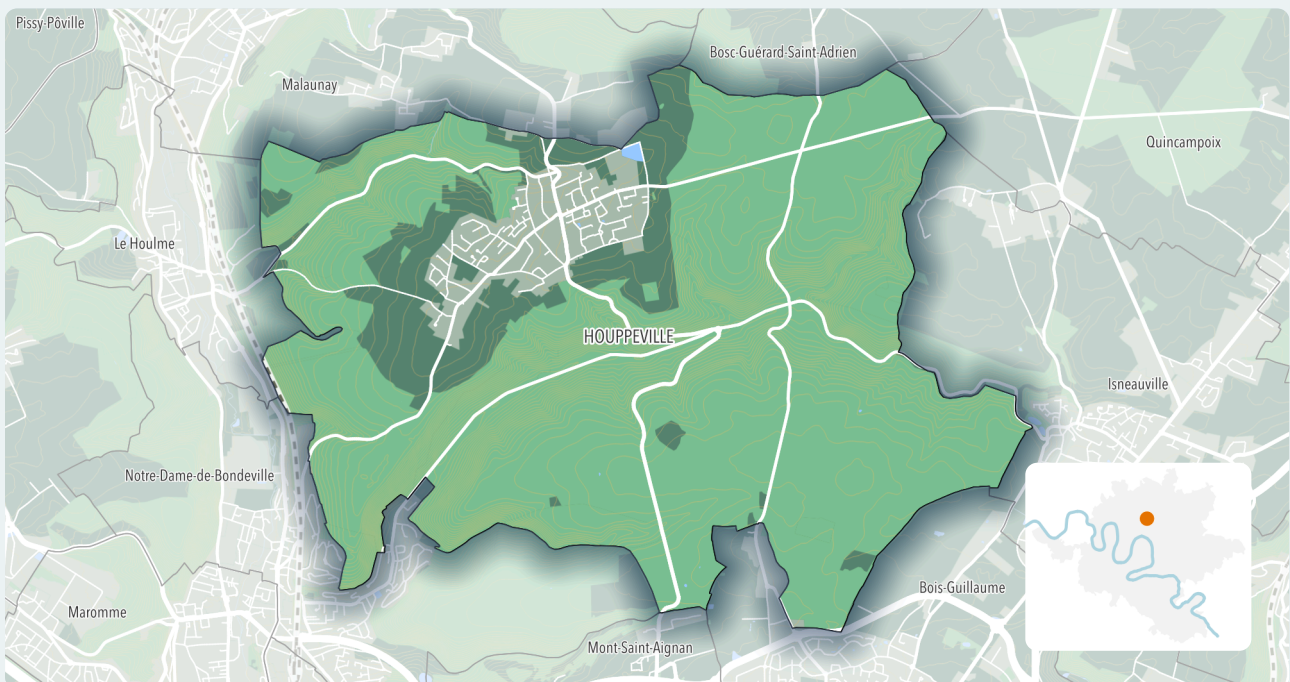 Pissy-Pôville
Bosc-Guérard-Saint-Adrien
Malaunay
Quincampoix
Le Houlme
HOUPPEVILLE
Isneauville
Notre-Dame-de-Bondeville
Bois-Guillaume
Maromme
Mont-Saint-Aignan